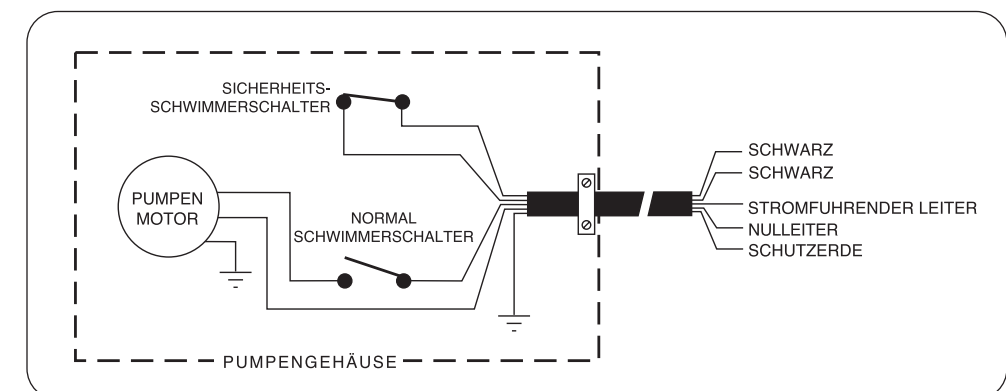 SICHERHEITS-
SCHWIMMERSCHALTER
SCHWARZ
SCHWARZ
PUMPEN
MOTOR
STROMFUHRENDER LEITER
NORMAL
SCHWIMMERSCHALTER
NULLEITER
SCHUTZERDE
PUMPENGEHÄUSE